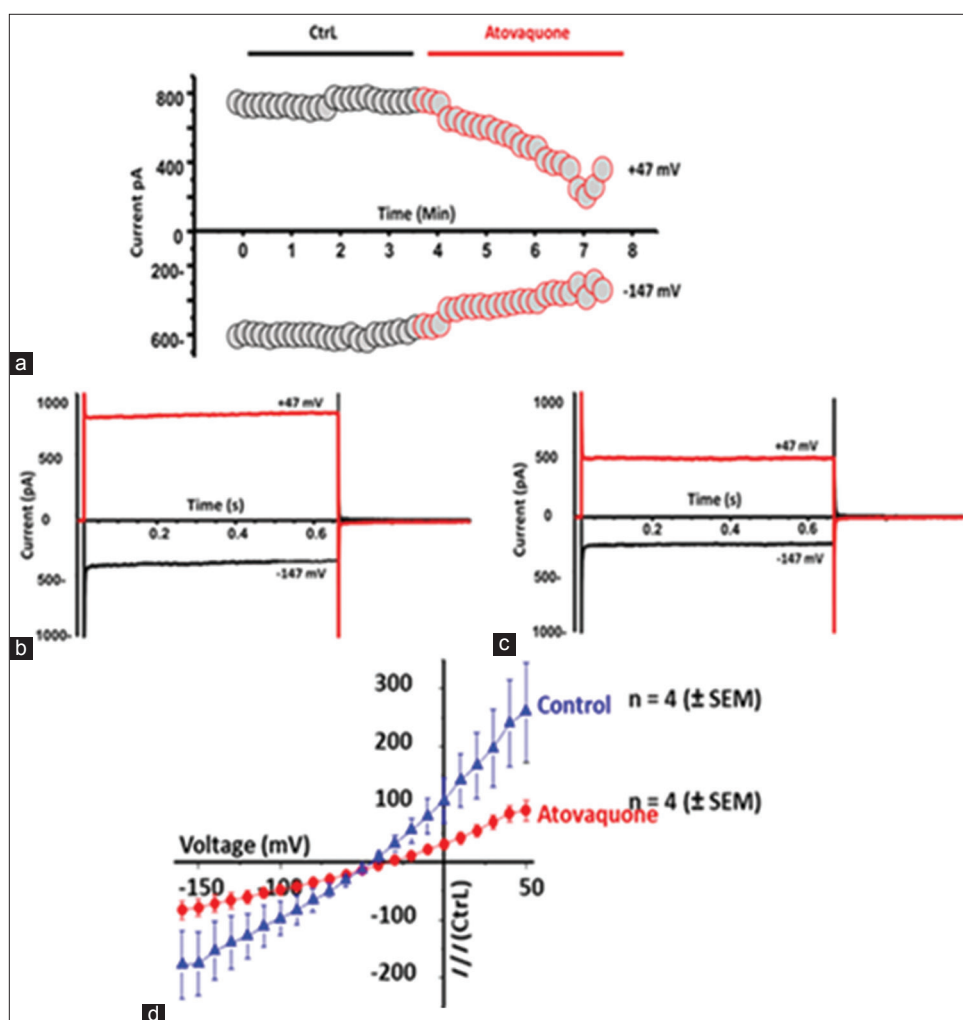 CtrL Atovaquone
800
400
+47 mV
Time (Min)
0
0 1 2 3 4 5 6 7 8
200-
-147 mV
600-
Current pA
a
1000
+47 mV
500
Time (s)
0
0.2 0.4 0.6
-147 mV
500-
1000-
Current (pA)
b
1000
+47 mV
500
Time (s)
0
0.2 0.4 0.6
-147 mV
500-
1000-
Current (pA)
c
300
Control n = 4 (± SEM)
200
100
Atovaquone n = 4 (± SEM)
Voltage (mV)
-150 -100 50
-100
-200
I/I/(CtrL)
d